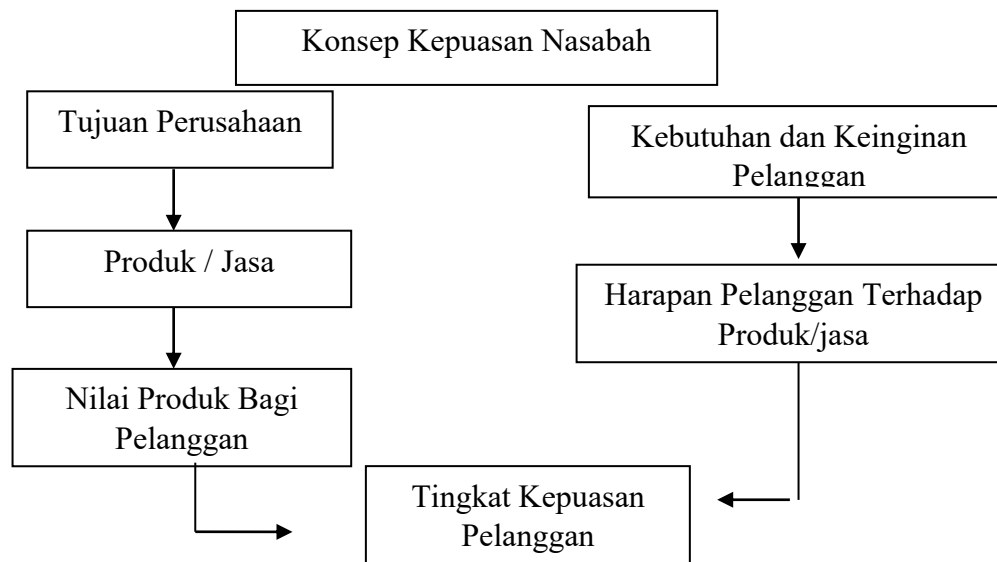 Konsep Kepuasan Nasabah
Tujuan Perusahaan
Kebutuhan dan Keinginan
Pelanggan
Produk / Jasa
Harapan Pelanggan Terhadap
Produk/jasa
Nilai Produk Bagi
Pelanggan
Tingkat Kepuasan
Pelanggan